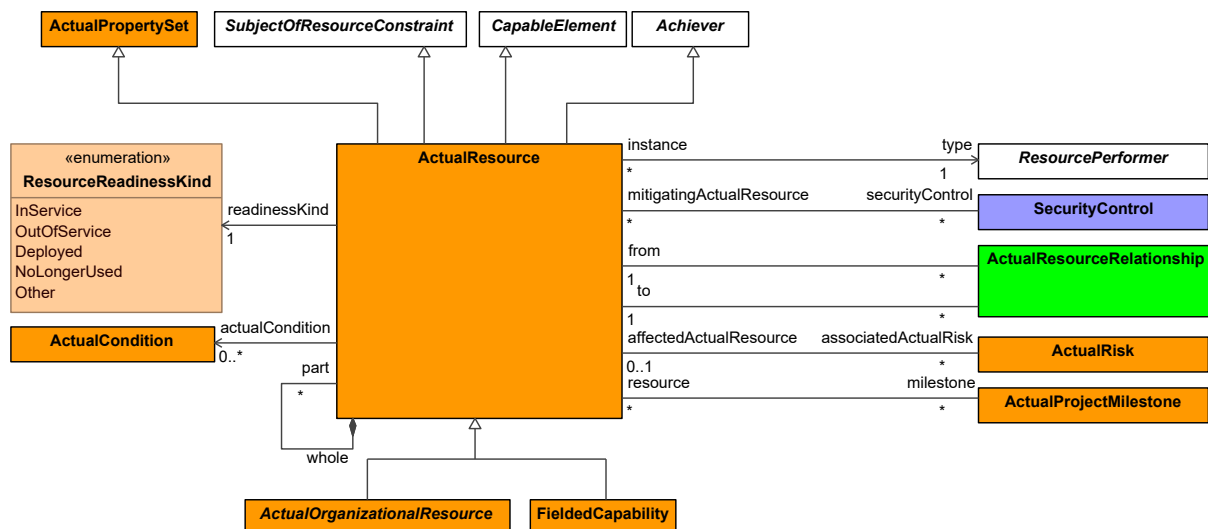 ActualPropertySet
SubjectOfResourceConstraint
CapableElement
Achiever
«enumeration»
ResourceReadinessKind
InService
OutOfService
Deployed
NoLongerUsed
Other
readinessKind
1
ActualResource
instance
*
type
1
ResourcePerformer
mitigatingActualResource
*
securityControl
*
SecurityControl
from
1
*
to
1
*
ActualResourceRelationship
ActualCondition
actualCondition
0..*
affectedActualResource
0..1
associatedActualRisk
*
ActualRisk
part
*
whole
resource
*
milestone
*
ActualProjectMilestone
ActualOrganizationalResource
FieldedCapability